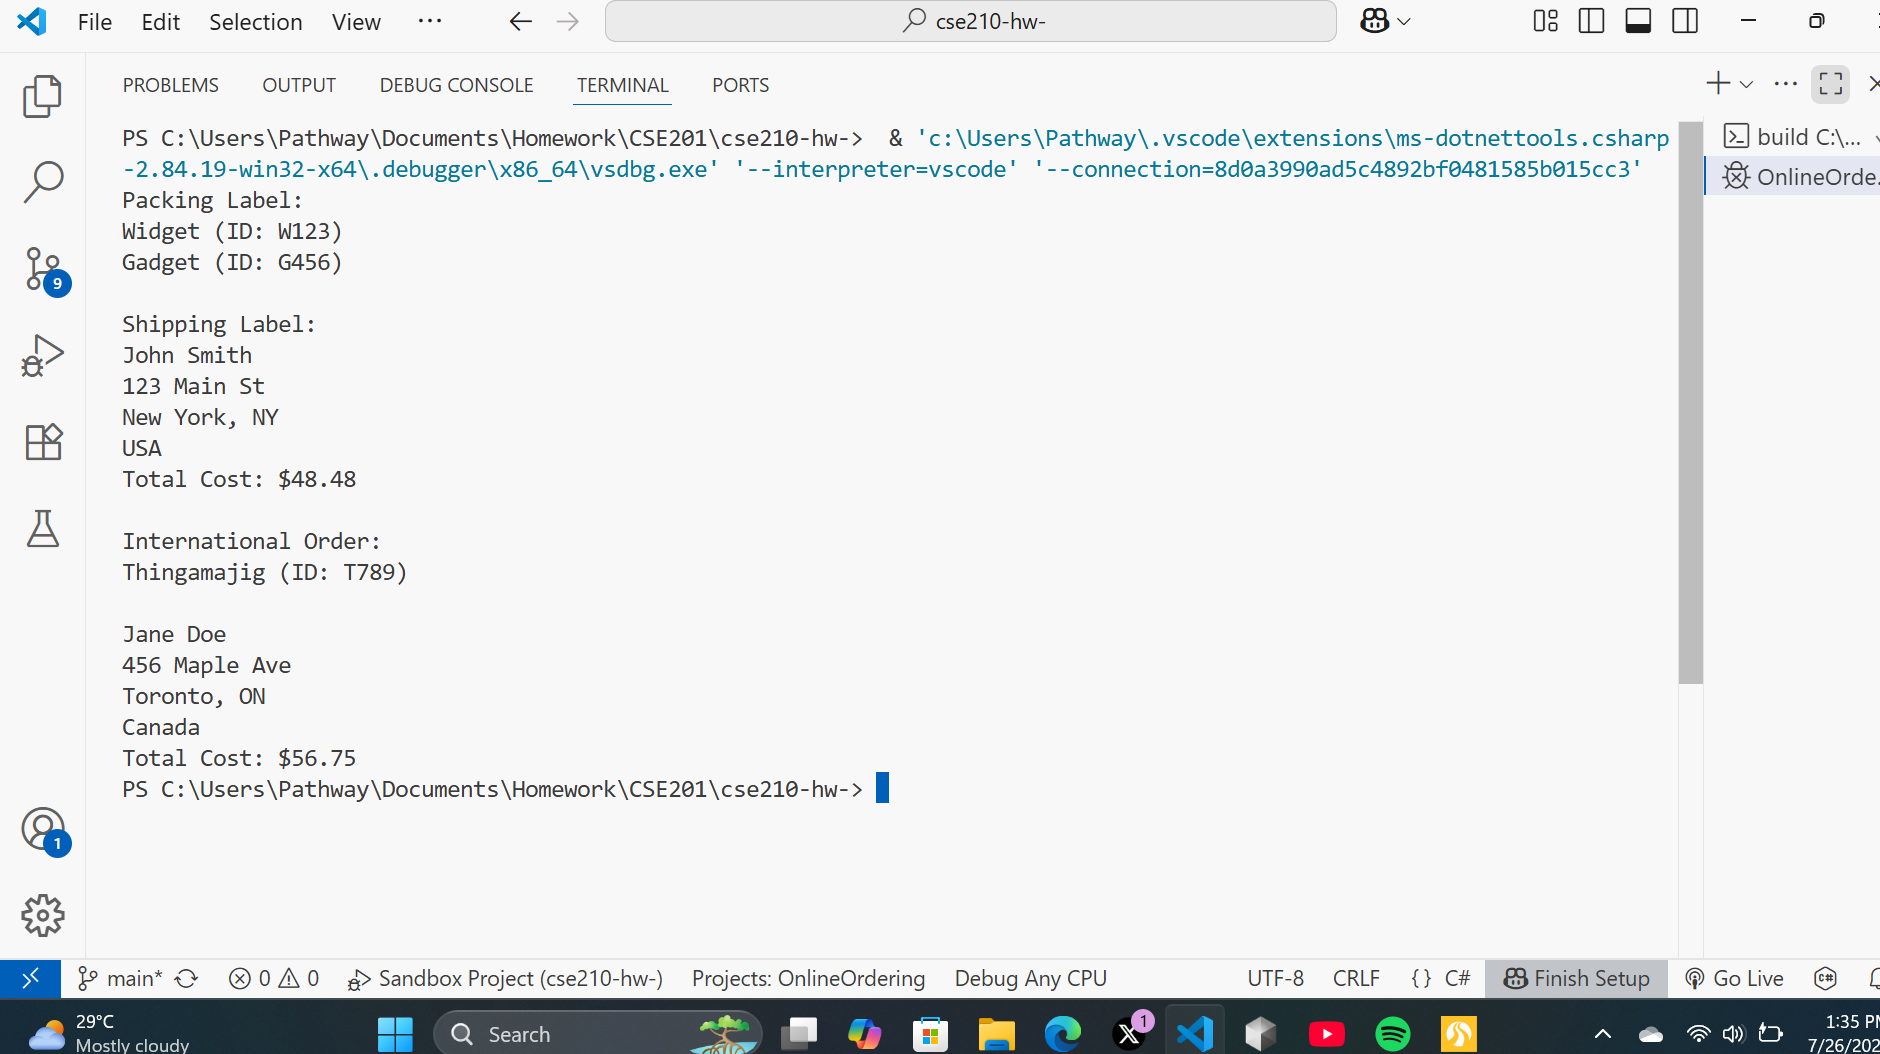 File Edit Selection View ···
cse210-hw-
PROBLEMS OUTPUT DEBUG CONSOLE TERMINAL PORTS
PS C:\Users\Pathway\Documents\Homework\CSE201\cse210-hw-> & 'c:\Users\Pathway\.vscode\extensions\ms-dotnettools.csharp
-2.84.19-win32-x64\.debugger\x86_64\vsdbg.exe' '--interpreter=vscode' '--connection=8d0a3990ad5c4892bf0481585b015cc3'
build C:\...
OnlineOrde.
Packing Label:
Widget (ID: W123)
Gadget (ID: G456)
9
Shipping Label:
John Smith
123 Main St
New York, NY
USA
Total Cost: $48.48
International Order:
Thingamajig (ID: T789)
Jane Doe
456 Maple Ave
Toronto, ON
Canada
Total Cost: $56.75
PS C:\Users\Pathway\Documents\Homework\CSE201\cse210-hw->
1
main* 0 0 Sandbox Project (cse210-hw-) Projects: OnlineOrdering Debug Any CPU UTF-8 CRLF {} C# Finish Setup Go Live
29°C
Mostly cloudy
Search
1
1:35 PM
7/26/202